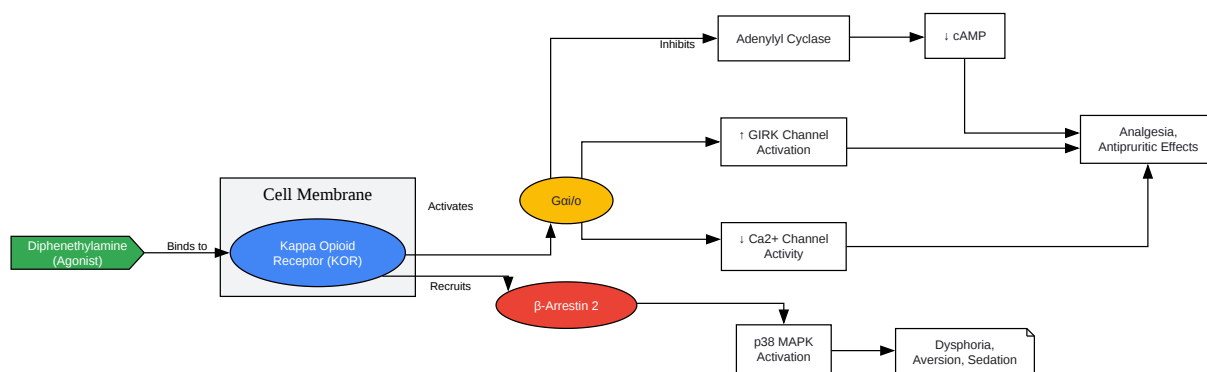 Inhibits
Adenylyl Cyclase
↓ cAMP
↑ GIRK Channel
Activation
Analgesia,
Antipruritic Effects
Cell Membrane
Activates
Gαi/o
Diphenethylamine
(Agonist)
Binds to
Kappa Opioid
Receptor (KOR)
↓ Ca2+ Channel
Activity
Recruits
β-Arrestin 2
p38 MAPK
Activation
Dysphoria,
Aversion, Sedation